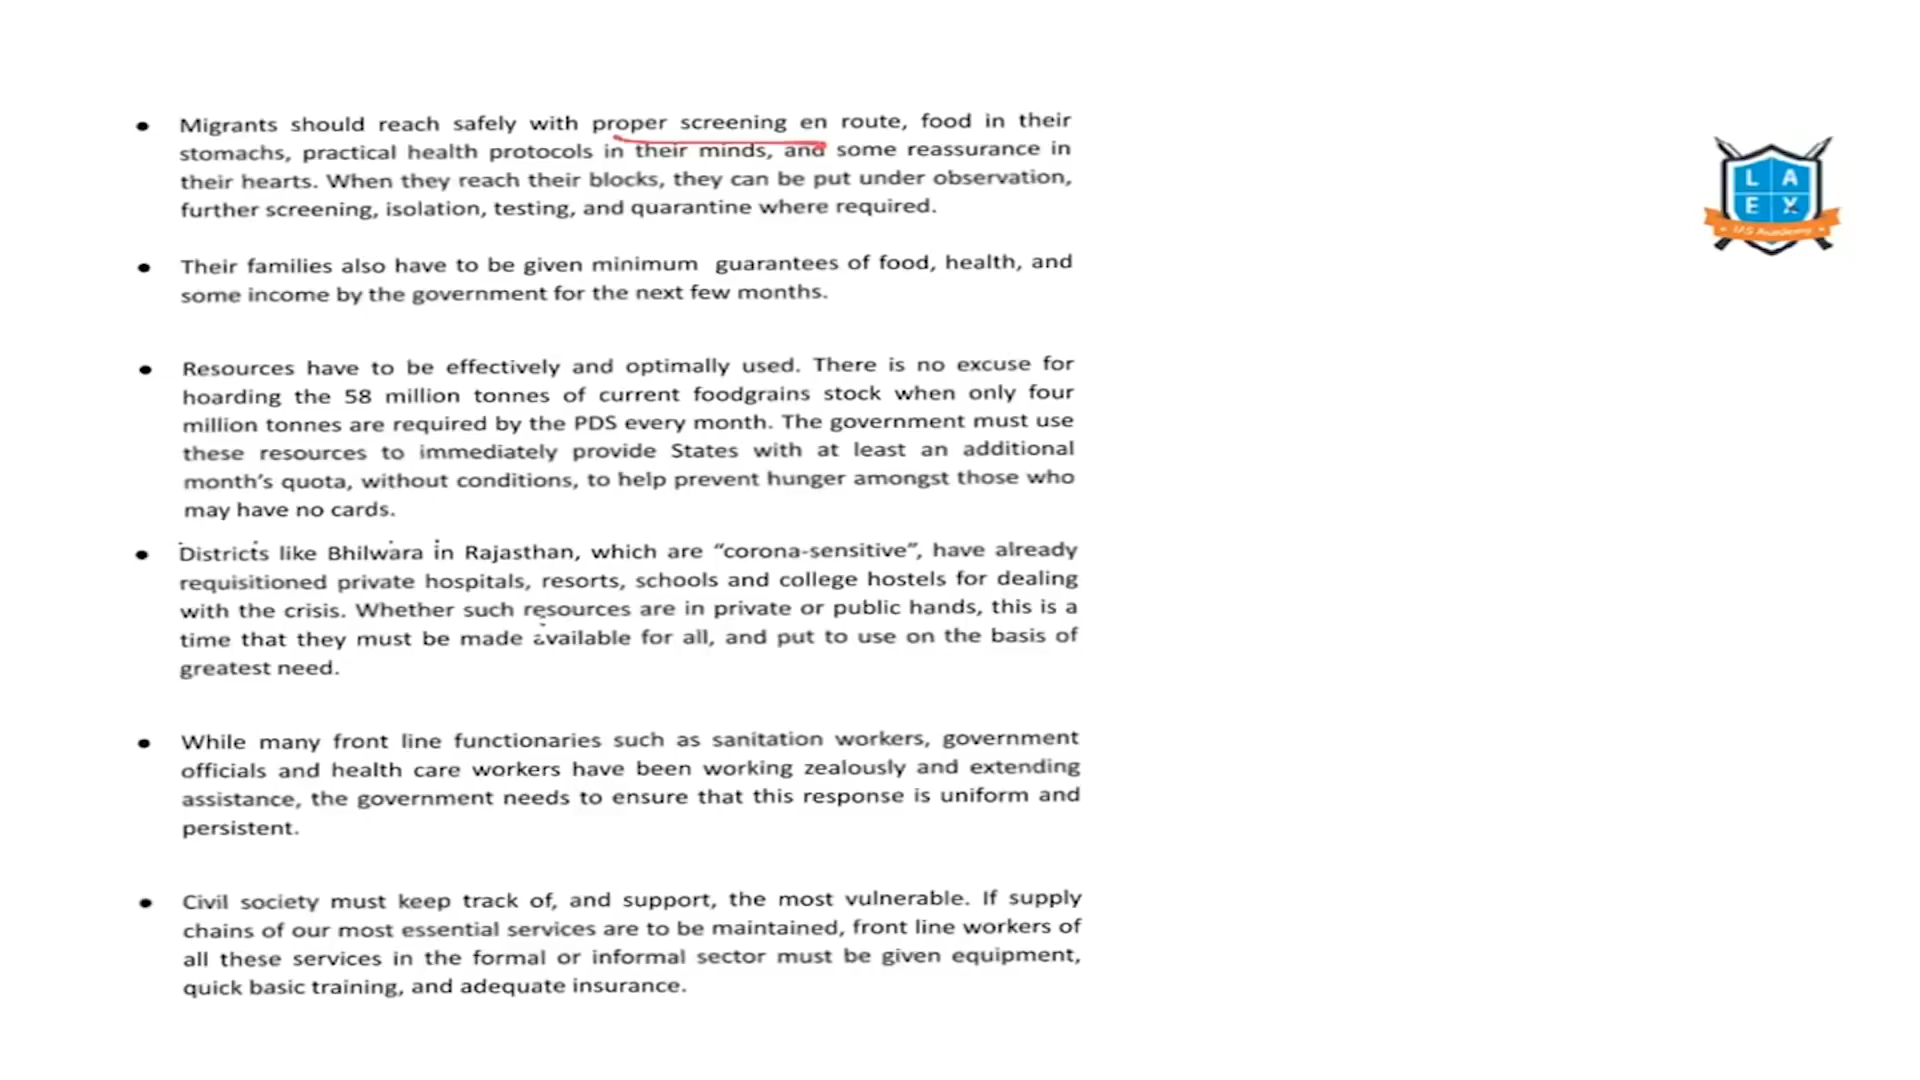 • Migrants should reach safely with proper screening en route, food in their
stomachs, practical health protocols in their minds, and some reassurance in
their hearts. When they reach their blocks, they can be put under observation,
further screening, isolation, testing, and quarantine where required.
• Their families also have to be given minimum guarantees of food, health, and
some income by the government for the next few months.
• Resources have to be effectively and optimally used. There is no excuse for
hoarding the 58 million tonnes of current foodgrains stock when only four
million tonnes are required by the PDS every month. The government must use
these resources to immediately provide States with at least an additional
month's quota, without conditions, to help prevent hunger amongst those who
may have no cards.
• Districts like Bhilwara in Rajasthan, which are “corona-sensitive”, have already
requisitioned private hospitals, resorts, schools and college hostels for dealing
with the crisis. Whether such resources are in private or public hands, this is a
time that they must be made available for all, and put to use on the basis of
greatest need.
• While many front line functionaries such as sanitation workers, government
officials and health care workers have been working zealously and extending
assistance, the government needs to ensure that this response is uniform and
persistent.
• Civil society must keep track of, and support, the most vulnerable. If supply
chains of our most essential services are to be maintained, front line workers of
all these services in the formal or informal sector must be given equipment,
quick basic training, and adequate insurance.
L A
E X
IAS Academy